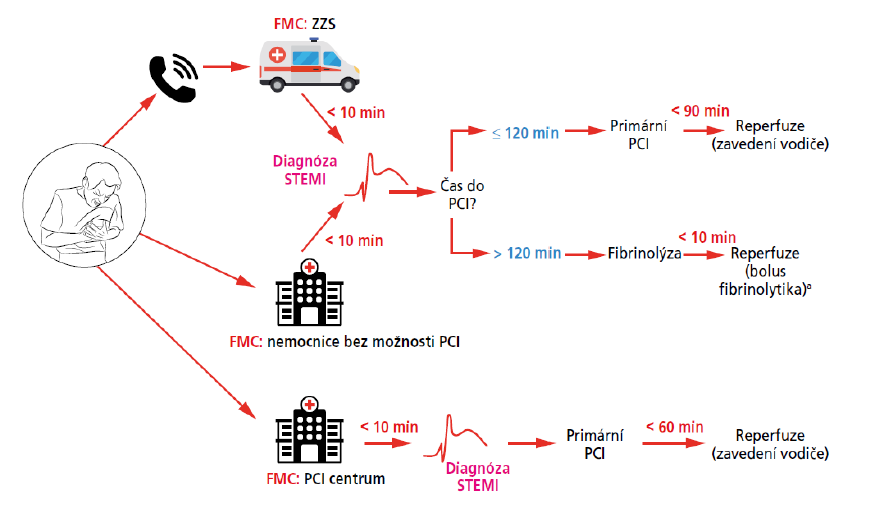 FMC: ZZS
< 10 min
Diagnóza
STEMI
< 10 min
FMC: nemocnice bez možnosti PCI
Čas do
PCI?
≤ 120 min
Primární
PCI
< 90 min
Reperfuze
(zavedení vodiče)
> 120 min
Fibrinolýza
< 10 min
Reperfuze
(bolus
fibrinolytika)ᵃ
FMC: PCI centrum
< 10 min
Diagnóza
STEMI
Primární
PCI
< 60 min
Reperfuze
(zavedení vodiče)